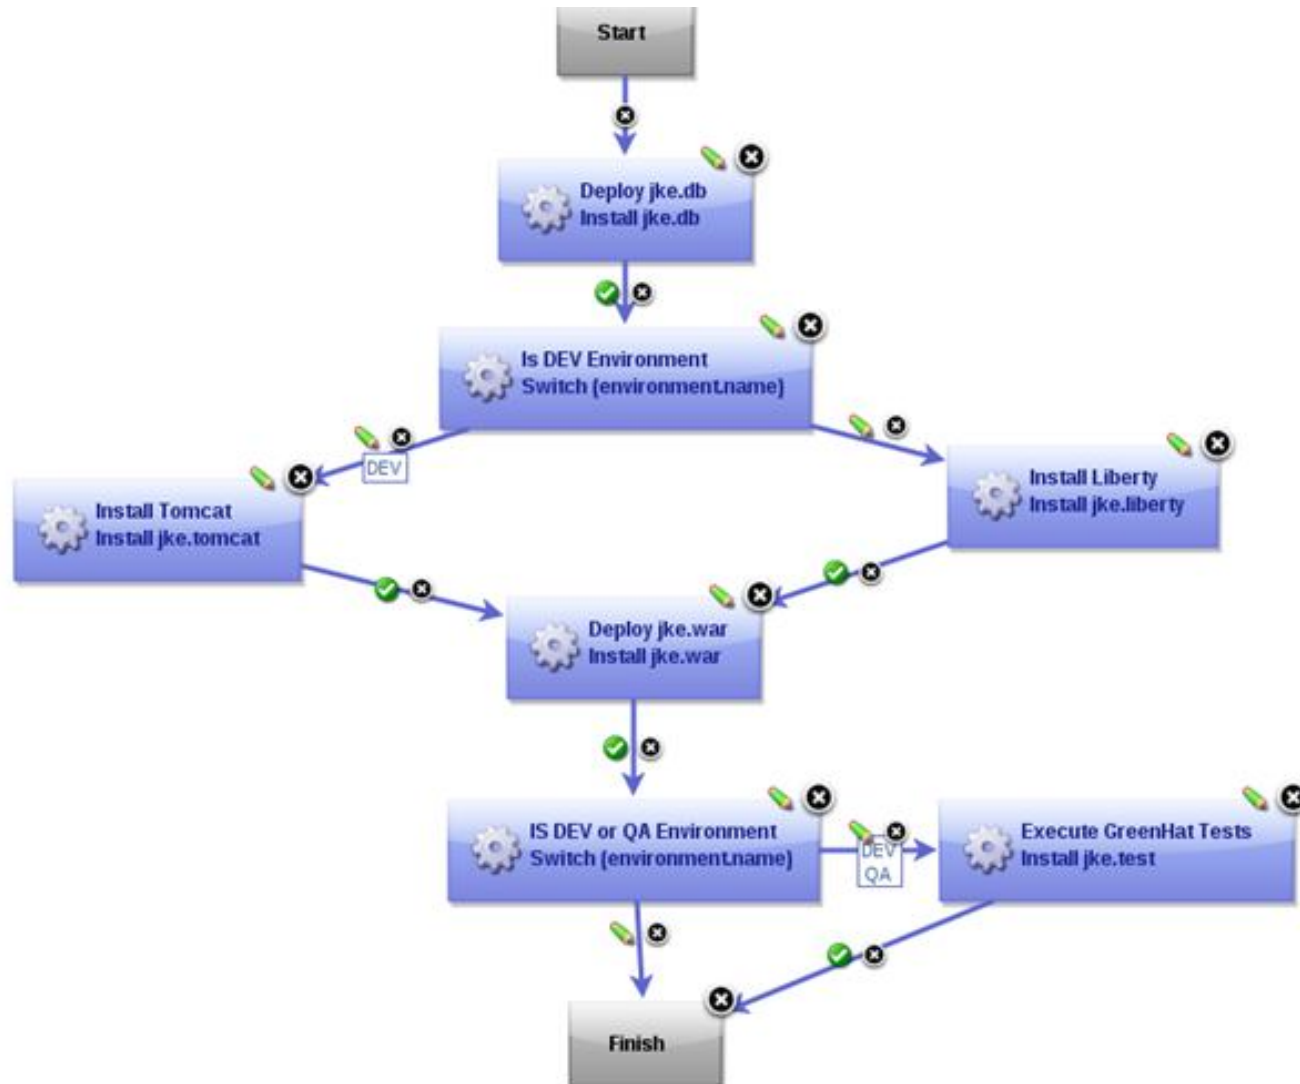 Start
Deploy jke.db
Install jke.db
Is DEV Environment
Switch (environment.name)
DEV
Install Tomcat
Install jke.tomcat
Install Liberty
Install jke.liberty
Deploy jke.war
Install jke.war
IS DEV or QA Environment
Switch (environment.name)
DEV
QA
Execute GreenHat Tests
Install jke.test
Finish